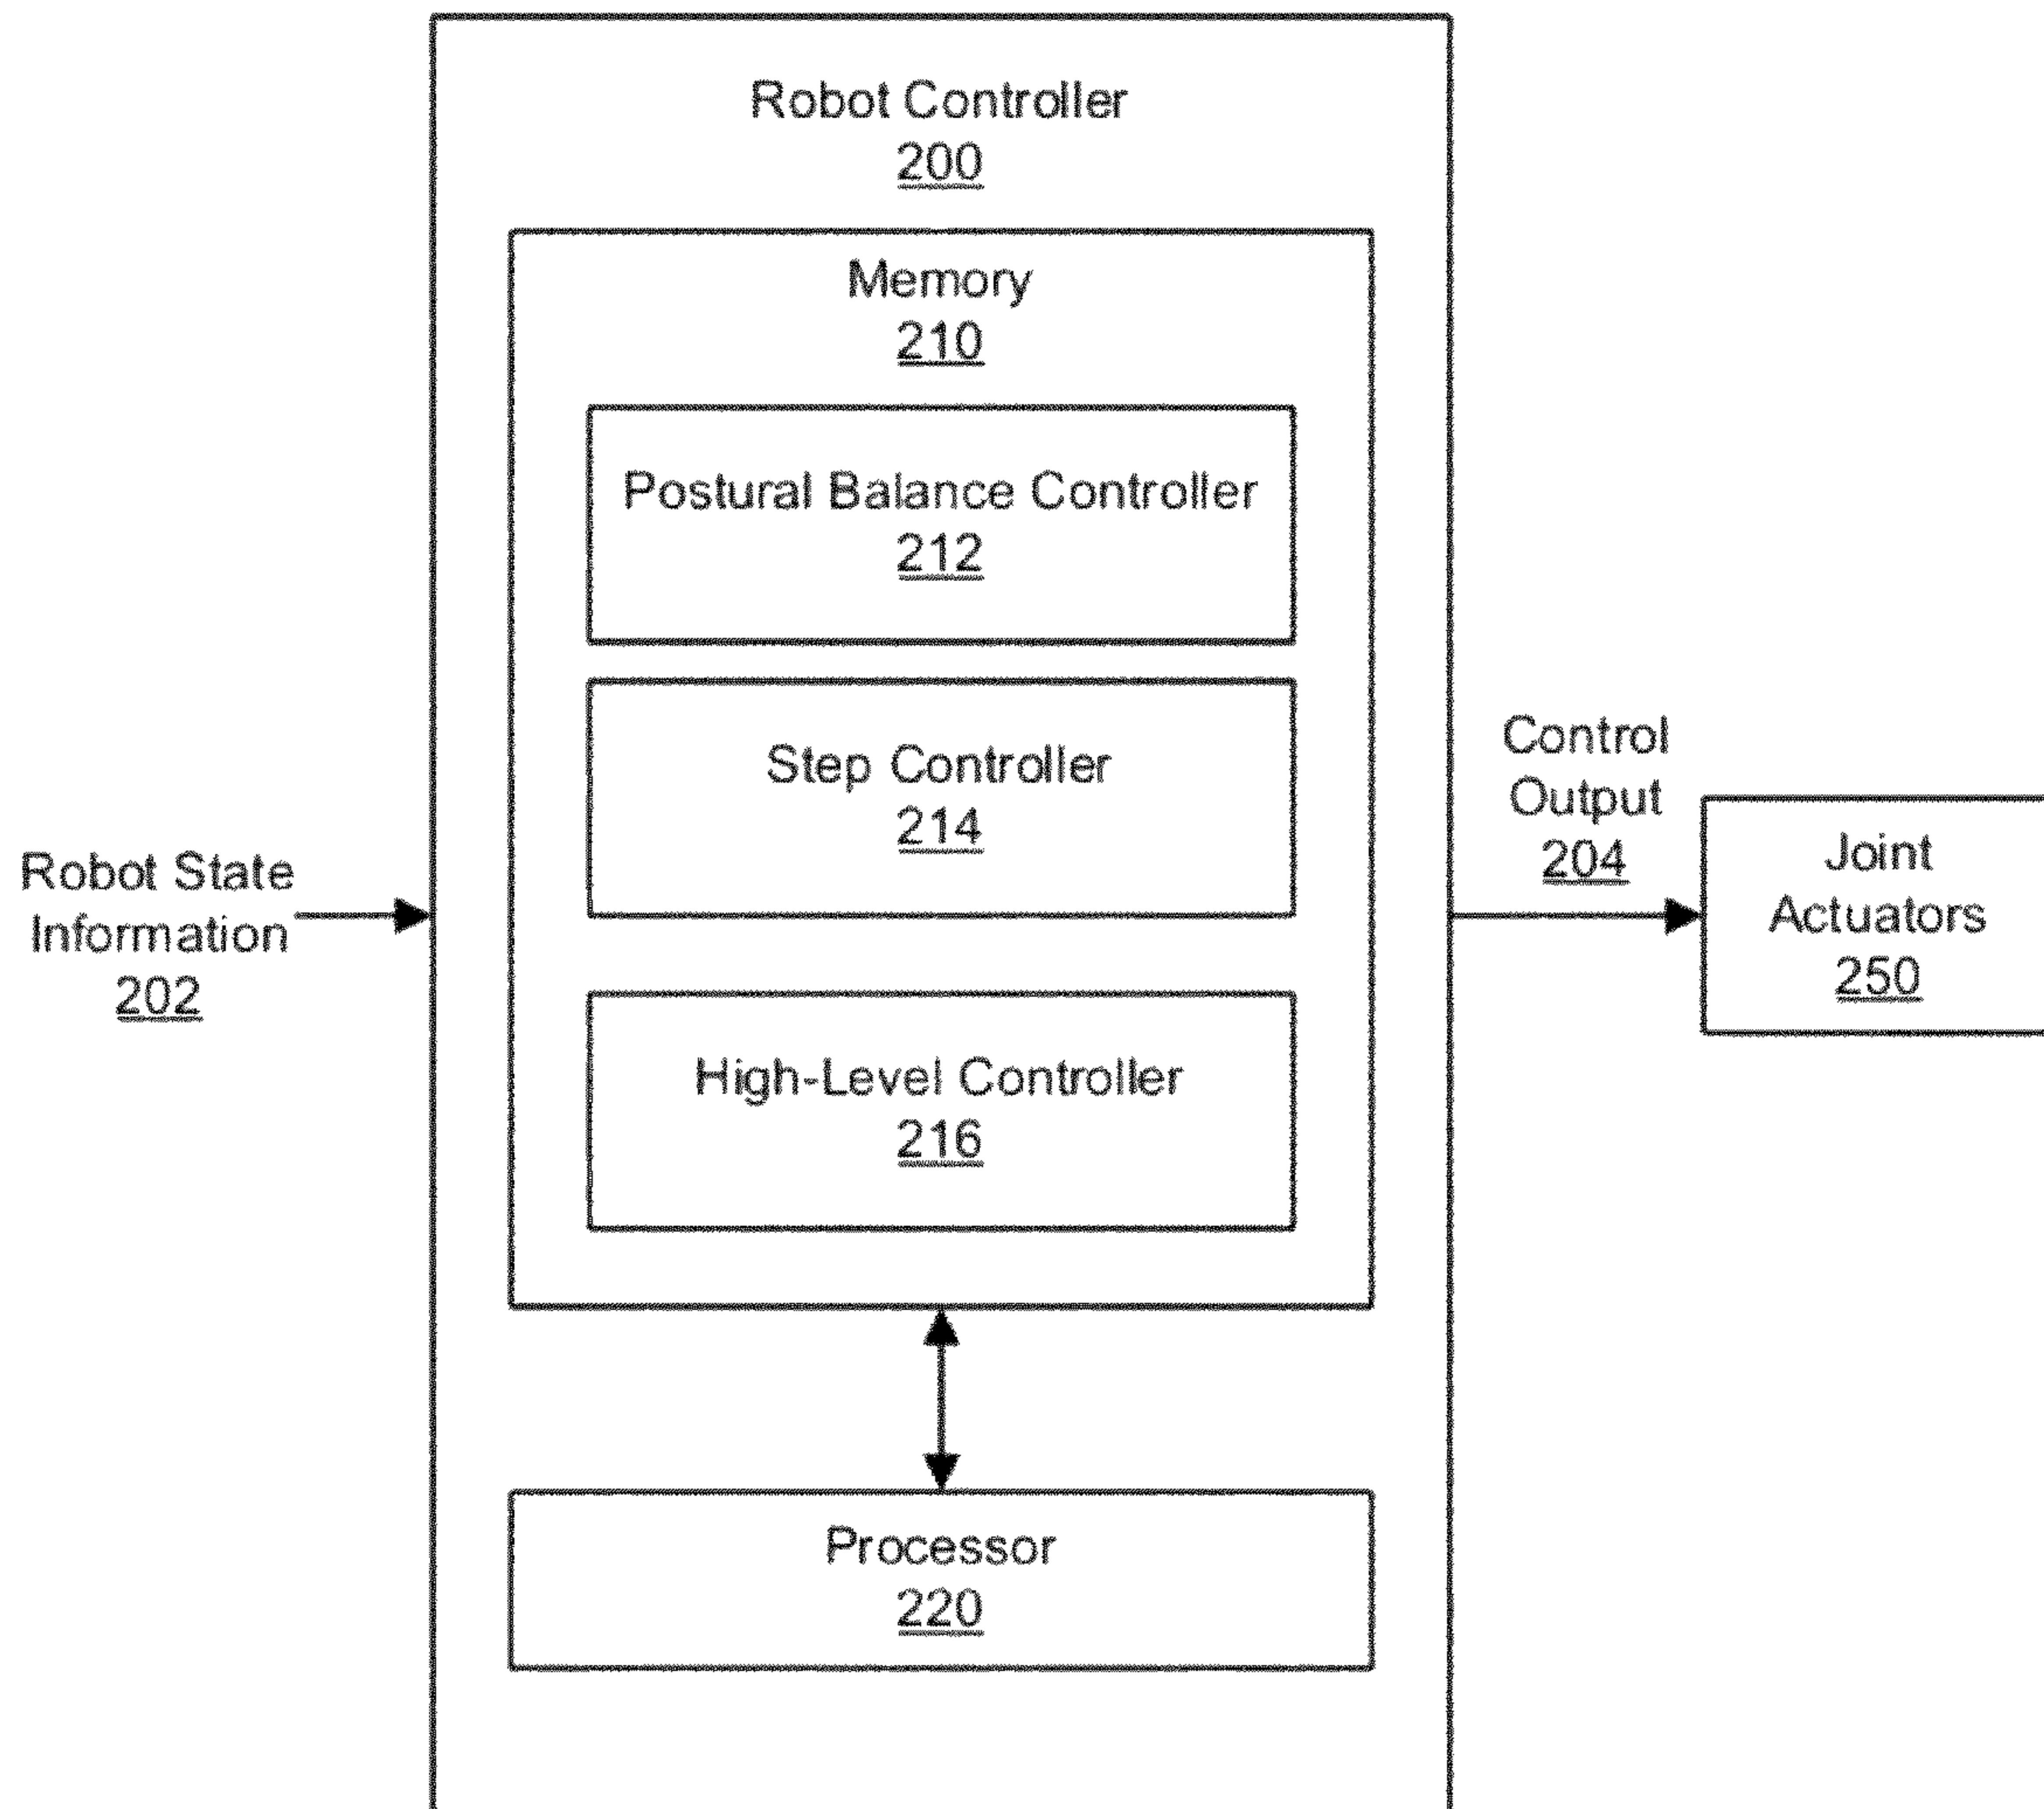 Robot Controller
200
Memory
210
Postural Balance Controller
212
Step Controller
214
High-Level Controller
216
Processor
220
Robot State
Information
202
Control
Output
204
Joint
Actuators
250